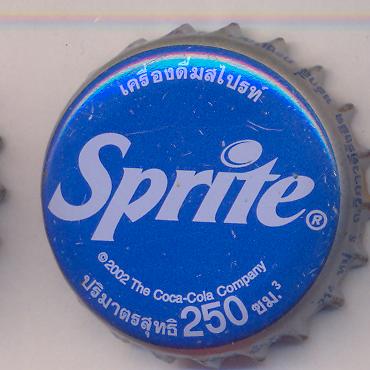 เครื่องดื่มสไปรท์
Sprite®
©2002 The Coca-Cola Company
ปริมาตรสุทธิ 250 ซม.³